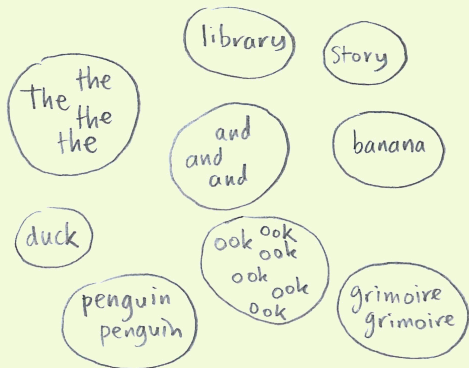 library
story
The the
the
the
and
and
and
banana
duck
ook ook
ook
ook
ook
ook
penguin
penguin
grimoire
grimoire